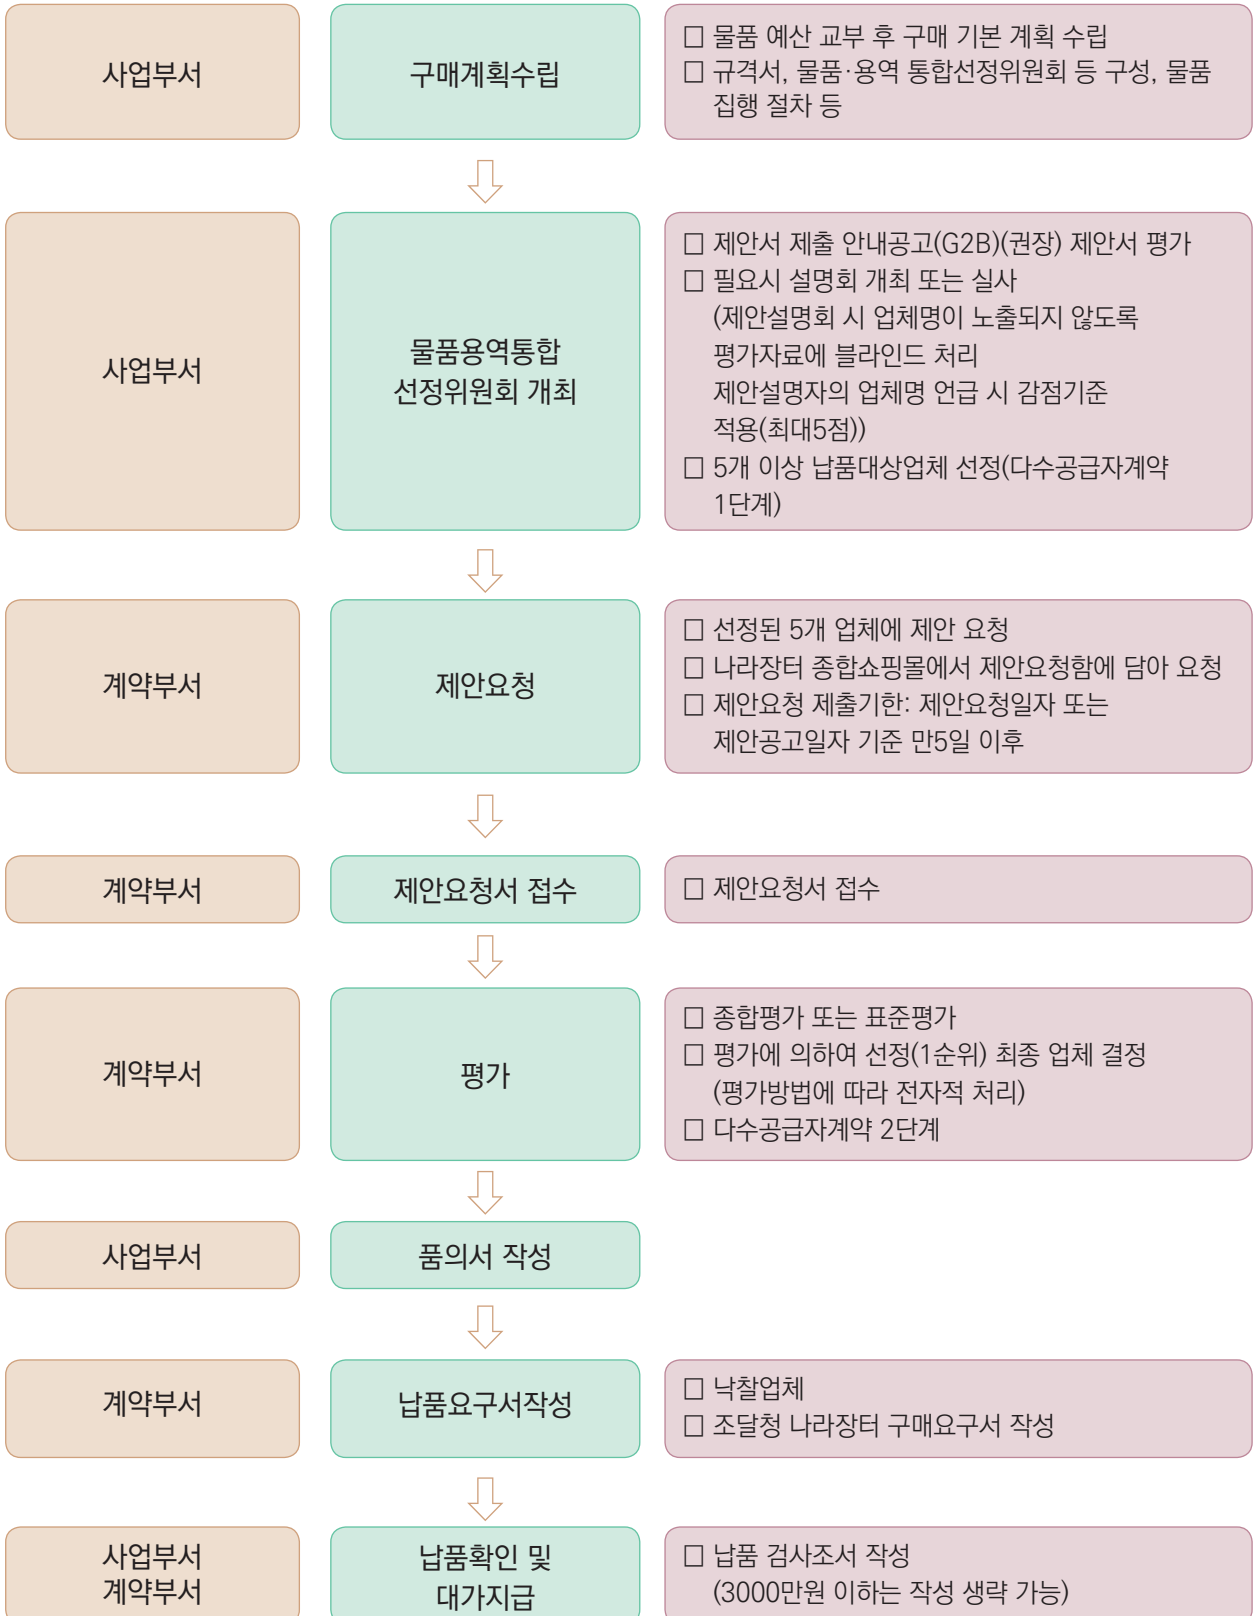 사업부서
구매계획수립
□ 물품 예산 교부 후 구매 기본 계획 수립
□ 규격서, 물품·용역 통합선정위원회 등 구성, 물품
집행 절차 등
사업부서
물품용역통합
선정위원회 개최
□ 제안서 제출 안내공고(G2B)(권장) 제안서 평가
□ 필요시 설명회 개최 또는 실사
(제안설명회 시 업체명이 노출되지 않도록
평가자료에 블라인드 처리
제안설명자의 업체명 언급 시 감점기준
적용(최대5점))
□ 5개 이상 납품대상업체 선정(다수공급자계약
1단계)
계약부서
제안요청
□ 선정된 5개 업체에 제안 요청
□ 나라장터 종합쇼핑몰에서 제안요청함에 담아 요청
□ 제안요청 제출기한: 제안요청일자 또는
제안공고일자 기준 만5일 이후
계약부서
제안요청서 접수
□ 제안요청서 접수
계약부서
평가
□ 종합평가 또는 표준평가
□ 평가에 의하여 선정(1순위) 최종 업체 결정
(평가방법에 따라 전자적 처리)
□ 다수공급자계약 2단계
사업부서
품의서 작성
계약부서
납품요구서작성
□ 낙찰업체
□ 조달청 나라장터 구매요구서 작성
사업부서
계약부서
납품확인 및
대가지급
□ 납품 검사조서 작성
(3000만원 이하는 작성 생략 가능)